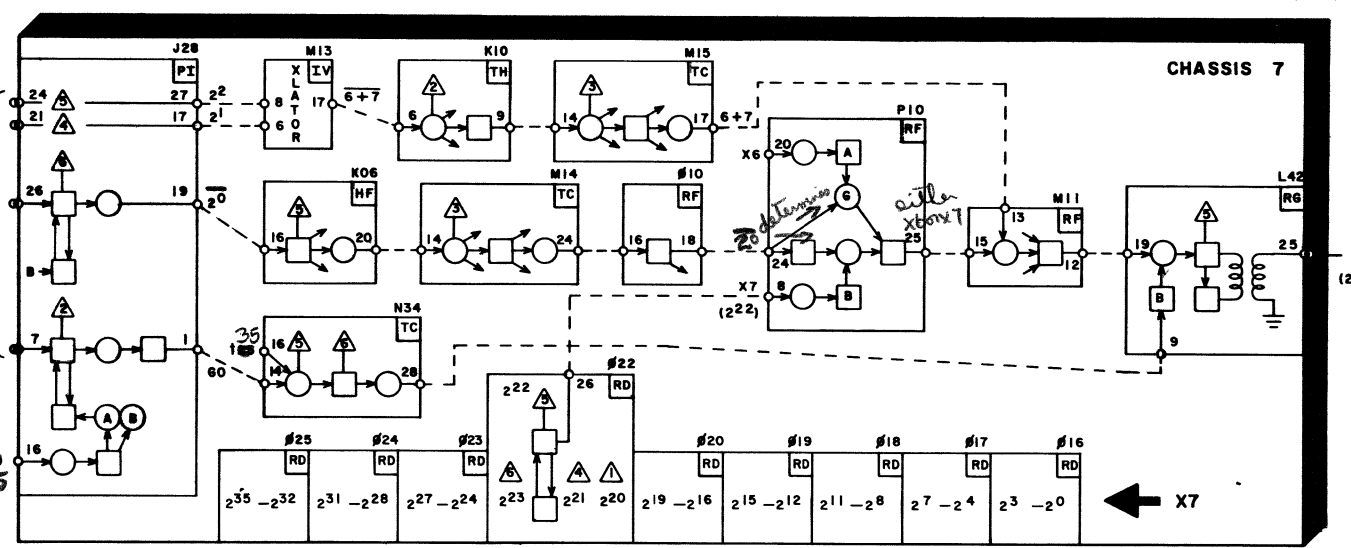 CHASSIS 7
J28
PI
24 5 27 2²
21 4 17 2¹
6
26 19 2̅⁰
B
2
7 1
60
A B
16
M13
IV
XLATOR
8 17
6
6+7
K10
TH
2
6 9
M15
TC
3
14 17 6+7
K06
HF
5
16 20
M14
TC
3
14 24
Ø10
RF
16 18
P10
RF
X6 20 A
G
2̅⁰ determines
either
X6 or X7
24 25
X7 8 B
(2²²)
M11
RF
13
15 12
L42
RG
5
19 25
B
9
(2
N34
TC
35
16 5 6
14 28
Ø22
RD
26
2²²
5
6 4 1
2²³ 2²¹ 2²⁰
Ø25
RD
2³⁵ – 2³²
Ø24
RD
2³¹ – 2²⁸
Ø23
RD
2²⁷ – 2²⁴
Ø20
RD
2¹⁹ – 2¹⁶
Ø19
RD
2¹⁵ – 2¹²
Ø18
RD
2¹¹ – 2⁸
Ø17
RD
2⁷ – 2⁴
Ø16
RD
2³ – 2⁰
X7